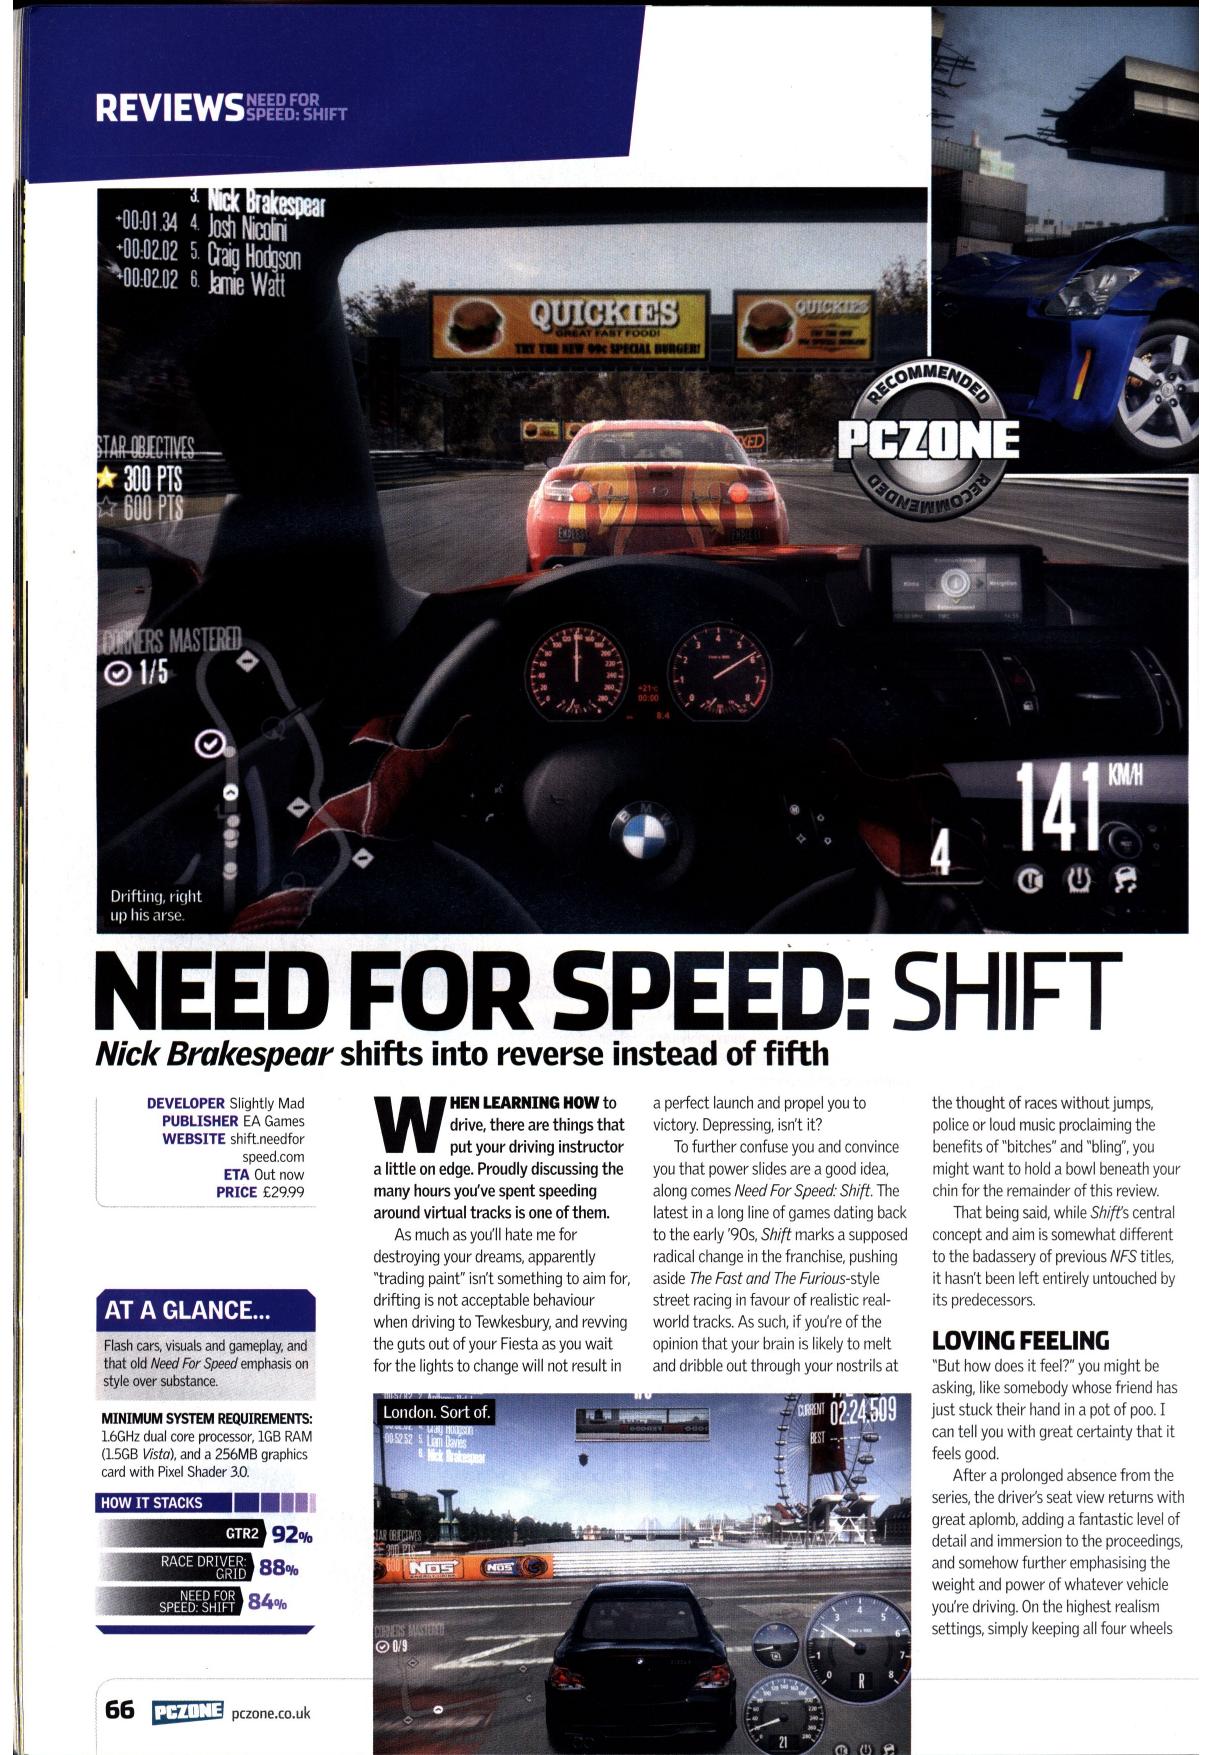 REVIEWS NEED FOR
SPEED: SHIFT
3. Nick Brakespear
+00:01.34 4. Josh Nicolini
+00:02.02 5. Craig Hodgson
+00:02.02 6. Jamie Watt
QUICKIES
GREAT FAST FOOD!
TRY THE NEW 99c SPECIAL BURGER!
QUICKIES
RECOMMENDED
PCZONE
RECOMMENDED
STAR OBJECTIVES
300 PTS
600 PTS
CORNERS MASTERED
1/5
141 KM/H
4
BMW
Drifting, right
up his arse.
NEED FOR SPEED: SHIFT
Nick Brakespear shifts into reverse instead of fifth
DEVELOPER Slightly Mad
PUBLISHER EA Games
WEBSITE shift.needfor
speed.com
ETA Out now
PRICE £29.99
AT A GLANCE...
Flash cars, visuals and gameplay, and
that old Need For Speed emphasis on
style over substance.
MINIMUM SYSTEM REQUIREMENTS:
1.6GHz dual core processor, 1GB RAM
(1.5GB Vista), and a 256MB graphics
card with Pixel Shader 3.0.
HOW IT STACKS
GTR2 92%
RACE DRIVER:
GRID 88%
NEED FOR
SPEED: SHIFT 84%
WHEN LEARNING HOW to
drive, there are things that
put your driving instructor
a little on edge. Proudly discussing the
many hours you've spent speeding
around virtual tracks is one of them.
As much as you'll hate me for
destroying your dreams, apparently
"trading paint" isn't something to aim for,
drifting is not acceptable behaviour
when driving to Tewkesbury, and revving
the guts out of your Fiesta as you wait
for the lights to change will not result in
a perfect launch and propel you to
victory. Depressing, isn't it?
To further confuse you and convince
you that power slides are a good idea,
along comes Need For Speed: Shift. The
latest in a long line of games dating back
to the early '90s, Shift marks a supposed
radical change in the franchise, pushing
aside The Fast and The Furious-style
street racing in favour of realistic real-
world tracks. As such, if you're of the
opinion that your brain is likely to melt
and dribble out through your nostrils at
the thought of races without jumps,
police or loud music proclaiming the
benefits of "bitches" and "bling", you
might want to hold a bowl beneath your
chin for the remainder of this review.
That being said, while Shift's central
concept and aim is somewhat different
to the badassery of previous NFS titles,
it hasn't been left entirely untouched by
its predecessors.
LOVING FEELING
"But how does it feel?" you might be
asking, like somebody whose friend has
just stuck their hand in a pot of poo. I
can tell you with great certainty that it
feels good.
After a prolonged absence from the
series, the driver's seat view returns with
great aplomb, adding a fantastic level of
detail and immersion to the proceedings,
and somehow further emphasising the
weight and power of whatever vehicle
you're driving. On the highest realism
settings, simply keeping all four wheels
London. Sort of.
Craig Hodgson
00:52.52 5. Liam Davies
6. Nick Brakespear
CURRENT 02:24.509
BEST
STAR OBJECTIVES
300 PTS
NOS
NOS
CORNERS MASTERED
0/9
R
21
66 PCZONE pczone.co.uk